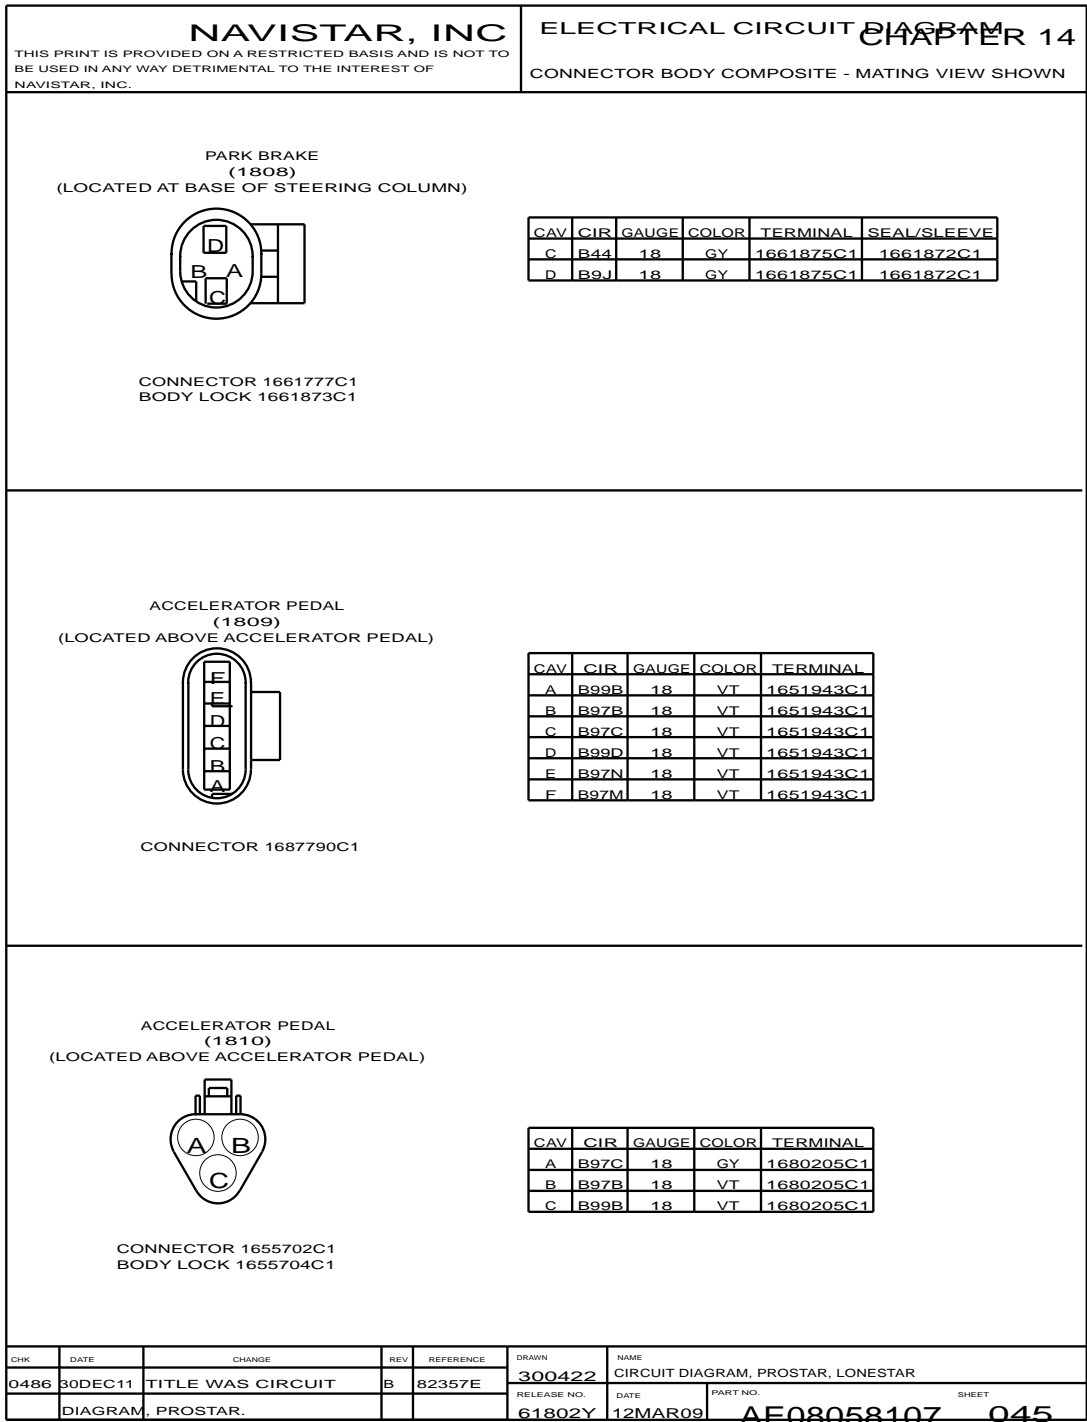 NAVISTAR, INC
THIS PRINT IS PROVIDED ON A RESTRICTED BASIS AND IS NOT TO
BE USED IN ANY WAY DETRIMENTAL TO THE INTEREST OF
NAVISTAR, INC.
ELECTRICAL CIRCUIT DIAGRAM
CHAPTER 14
CONNECTOR BODY COMPOSITE - MATING VIEW SHOWN
PARK BRAKE
(1808)
(LOCATED AT BASE OF STEERING COLUMN)
D
B A
C
CONNECTOR 1661777C1
BODY LOCK 1661873C1
CAV CIR GAUGE COLOR TERMINAL SEAL/SLEEVE
C B44 18 GY 1661875C1 1661872C1
D B9J 18 GY 1661875C1 1661872C1
ACCELERATOR PEDAL
(1809)
(LOCATED ABOVE ACCELERATOR PEDAL)
F
E
D
C
B
A
CONNECTOR 1687790C1
CAV CIR GAUGE COLOR TERMINAL
A B99B 18 VT 1651943C1
B B97B 18 VT 1651943C1
C B97C 18 VT 1651943C1
D B99D 18 VT 1651943C1
E B97N 18 VT 1651943C1
F B97M 18 VT 1651943C1
ACCELERATOR PEDAL
(1810)
(LOCATED ABOVE ACCELERATOR PEDAL)
A B
C
CONNECTOR 1655702C1
BODY LOCK 1655704C1
CAV CIR GAUGE COLOR TERMINAL
A B97C 18 GY 1680205C1
B B97B 18 VT 1680205C1
C B99B 18 VT 1680205C1
CHK DATE CHANGE REV REFERENCE
0486 30DEC11 TITLE WAS CIRCUIT B 82357E
DIAGRAM, PROSTAR.
DRAWN NAME
300422 CIRCUIT DIAGRAM, PROSTAR, LONESTAR
RELEASE NO. DATE PART NO. SHEET
61802Y 12MAR09 AE08058107 045